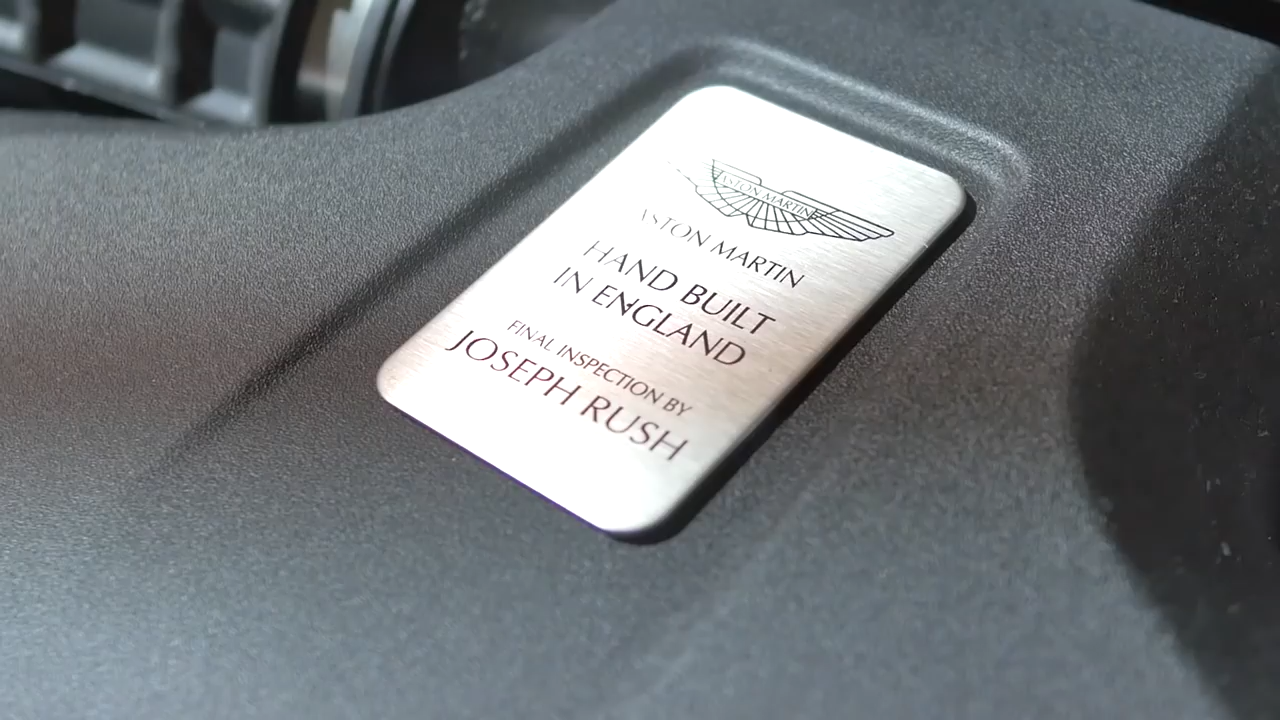 ASTON MARTIN
ASTON MARTIN
HAND BUILT
IN ENGLAND
FINAL INSPECTION BY
JOSEPH RUSH